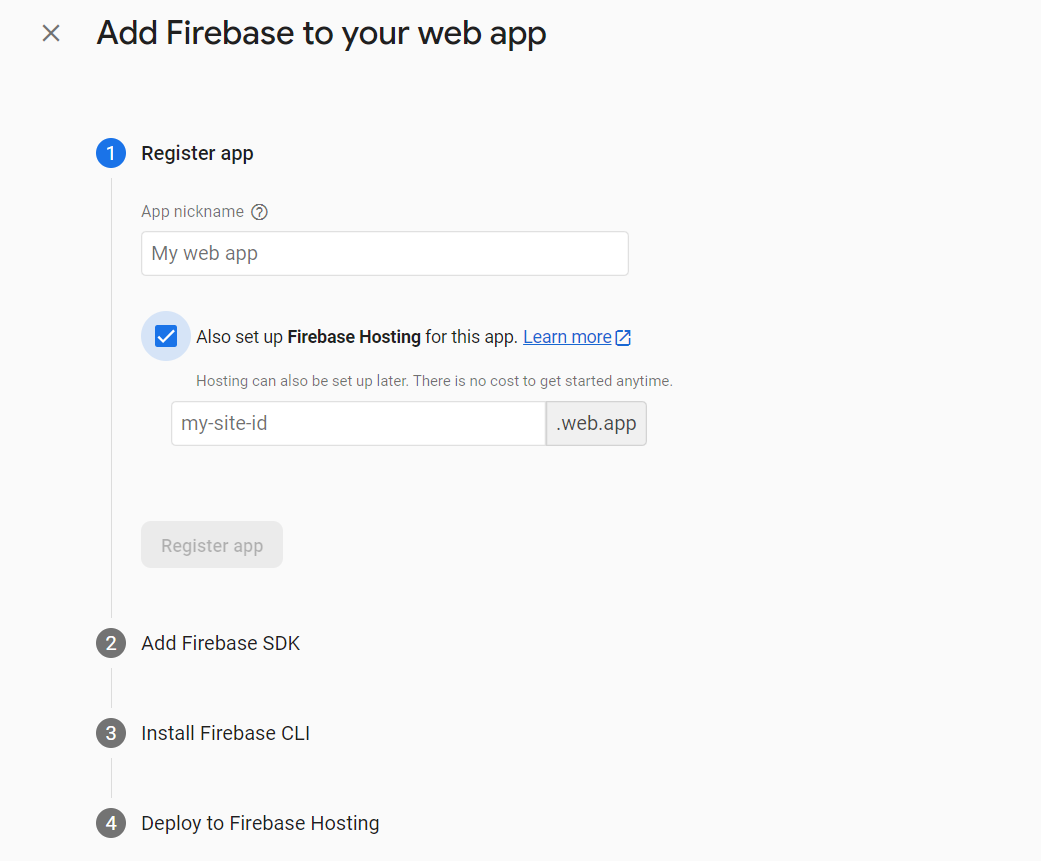 Add Firebase to your web app
1 Register app
App nickname
My web app
Also set up Firebase Hosting for this app. Learn more
Hosting can also be set up later. There is no cost to get started anytime.
my-site-id .web.app
Register app
2 Add Firebase SDK
3 Install Firebase CLI
4 Deploy to Firebase Hosting